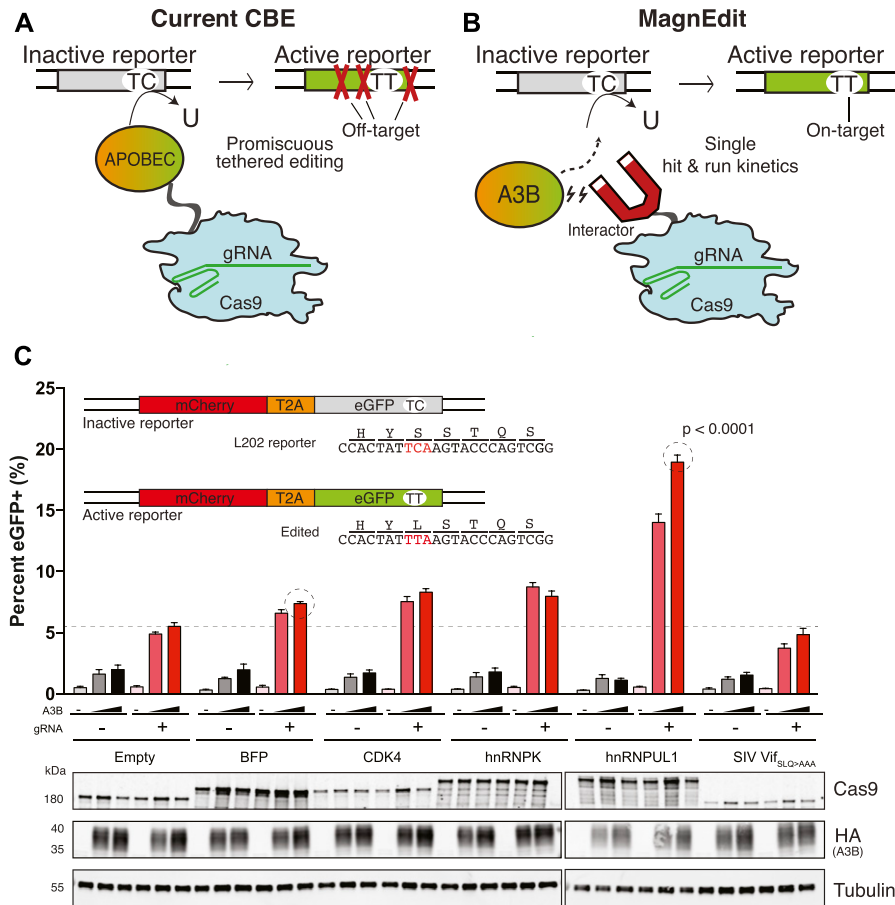 A
Current CBE
Inactive reporter
Active reporter
TC
TT
U
Off-target
APOBEC
Promiscuous
tethered editing
gRNA
Cas9
B
MagnEdit
Inactive reporter
Active reporter
TC
TT
U
On-target
Single
hit & run kinetics
A3B
Interactor
gRNA
Cas9
C
Percent eGFP+ (%)
25
20
15
10
5
0
mCherry T2A eGFP TC
Inactive reporter
L202 reporter
H Y S S T Q S
CCACTATTCAAGTACCCAGTCGG
mCherry T2A eGFP TT
Active reporter
Edited
H Y L S T Q S
CCACTATTTAAGTACCCAGTCGG
p < 0.0001
A3B - - - - - - - - - - - -
gRNA - + - + - + - + - + - +
Empty BFP CDK4 hnRNPK hnRNPUL1 SIV Vif SLQ>AAA
kDa
180
Cas9
40
35
HA
(A3B)
55
Tubulin